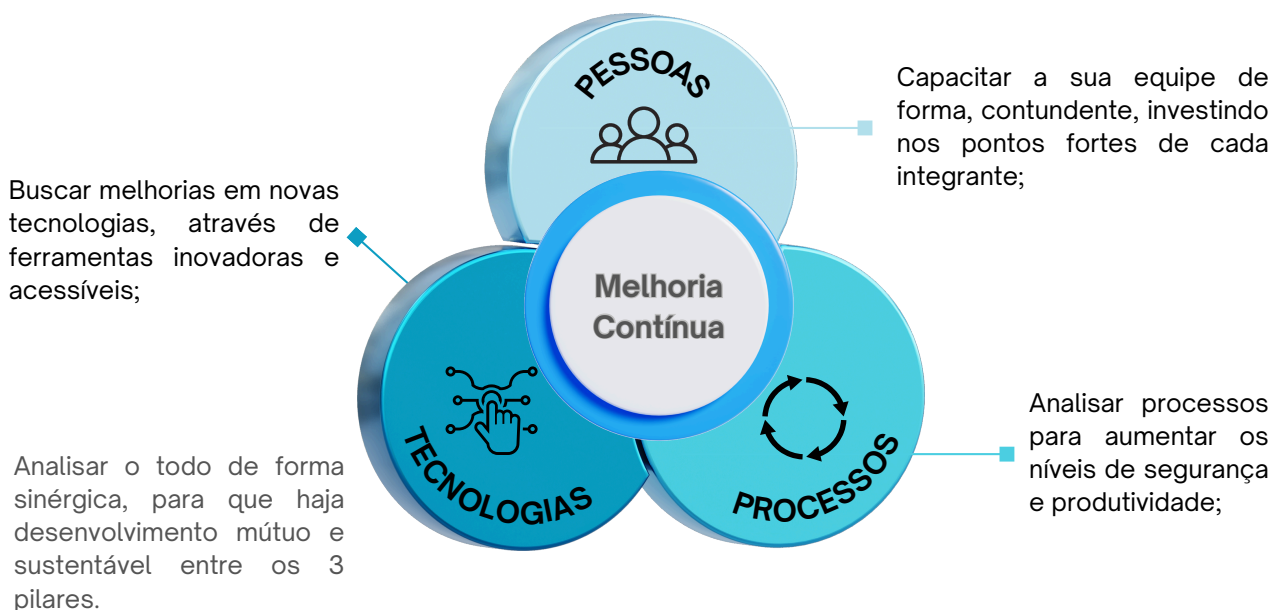 PESSOAS
Capacitar a sua equipe de
forma, contundente, investindo
nos pontos fortes de cada
integrante;
Buscar melhorias em novas
tecnologias, através de
ferramentas inovadoras e
acessíveis;
Melhoria
Contínua
TECNOLOGIAS
PROCESSOS
Analisar processos
para aumentar os
níveis de segurança
e produtividade;
Analisar o todo de forma
sinérgica, para que haja
desenvolvimento mútuo e
sustentável entre os 3
pilares.